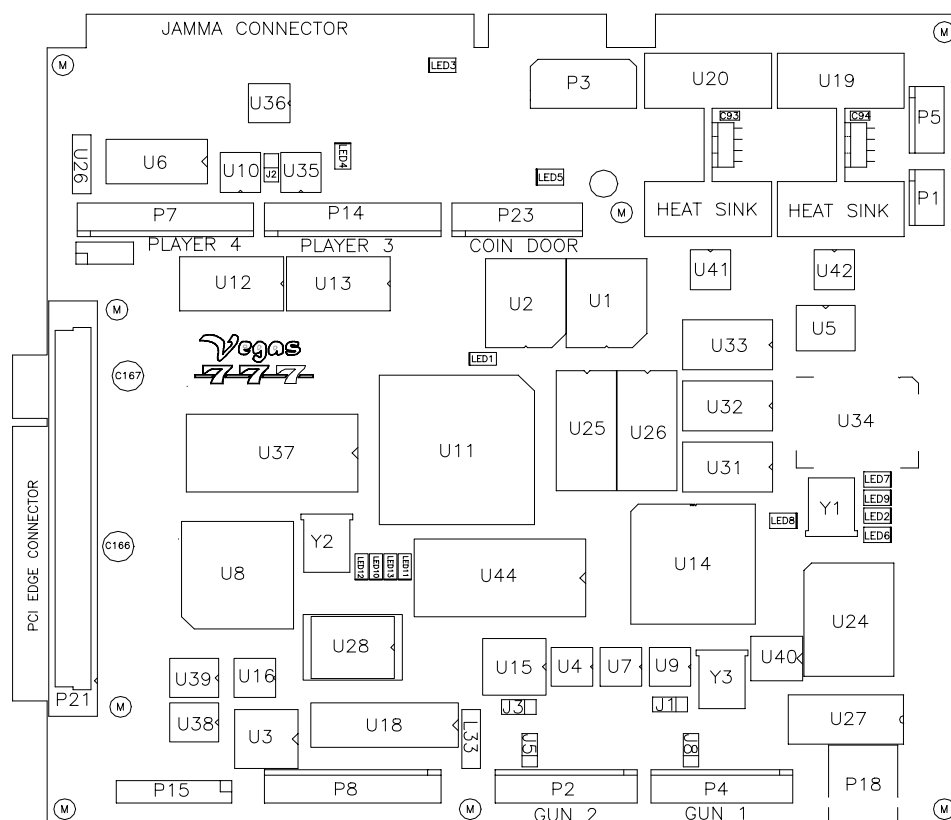 JAMMA CONNECTOR
M
M
LED3
P3
U20
U19
U36
C93
C94
P5
U26
U6
U10
J2
U35
LED4
LED5
P1
P7
P14
P23
M
HEAT SINK
HEAT SINK
PLAYER 4
PLAYER 3
COIN DOOR
U12
U13
U41
U42
U2
U1
M
U5
Vegas
777
LED1
U33
C167
U32
U34
U37
U11
U25
U26
U31
LED7
LED9
LED2
LED6
Y1
LED8
PCI EDGE CONNECTOR
C166
Y2
U8
LED12
LED10
LED13
LED11
U44
U14
U24
U28
U15
U4
U7
U9
Y3
U40
U39
U16
P21
M
J3
J1
U38
U3
U18
L33
U27
J5
J8
P15
P8
P2
P4
P18
M
M
GUN 2
GUN 1
M